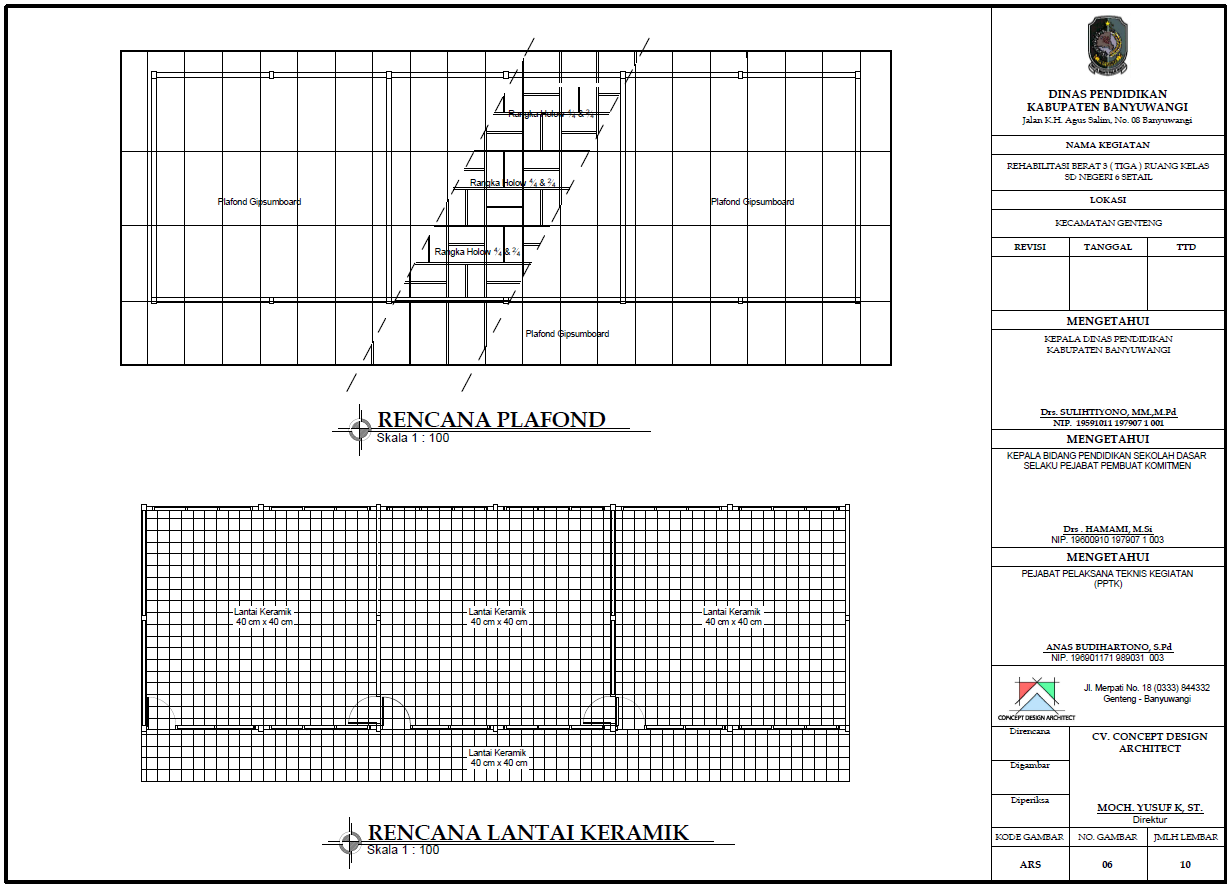 Rangka Holow 4/4 & 2/4
Rangka Holow 4/4 & 2/4
Plafond Gipsumboard
Plafond Gipsumboard
Rangka Holow 4/4 & 2/4
Plafond Gipsumboard
RENCANA PLAFOND
Skala 1 : 100
Lantai Keramik
40 cm x 40 cm
Lantai Keramik
40 cm x 40 cm
Lantai Keramik
40 cm x 40 cm
Lantai Keramik
40 cm x 40 cm
RENCANA LANTAI KERAMIK
Skala 1 : 100
DINAS PENDIDIKAN
KABUPATEN BANYUWANGI
Jalan K.H. Agus Salim, No. 08 Banyuwangi
NAMA KEGIATAN
REHABILITASI BERAT 3 ( TIGA ) RUANG KELAS
SD NEGERI 6 SETAIL
LOKASI
KECAMATAN GENTENG
REVISI TANGGAL TTD
MENGETAHUI
KEPALA DINAS PENDIDIKAN
KABUPATEN BANYUWANGI
Drs. SULIHTIYONO, MM.,M.Pd
NIP. 19591011 197907 1 001
MENGETAHUI
KEPALA BIDANG PENDIDIKAN SEKOLAH DASAR
SELAKU PEJABAT PEMBUAT KOMITMEN
Drs . HAMAMI, M.Si
NIP. 19600910 197907 1 003
MENGETAHUI
PEJABAT PELAKSANA TEKNIS KEGIATAN
(PPTK)
ANAS BUDIHARTONO, S.Pd
NIP. 196901171 989031 003
CONCEPT DESIGN ARCHITECT
Jl. Merpati No. 18 (0333) 844332
Genteng - Banyuwangi
Direncana
CV. CONCEPT DESIGN
ARCHITECT
Digambar
Diperiksa
MOCH. YUSUF K, ST.
Direktur
KODE GAMBAR NO. GAMBAR JMLH LEMBAR
ARS 06 10